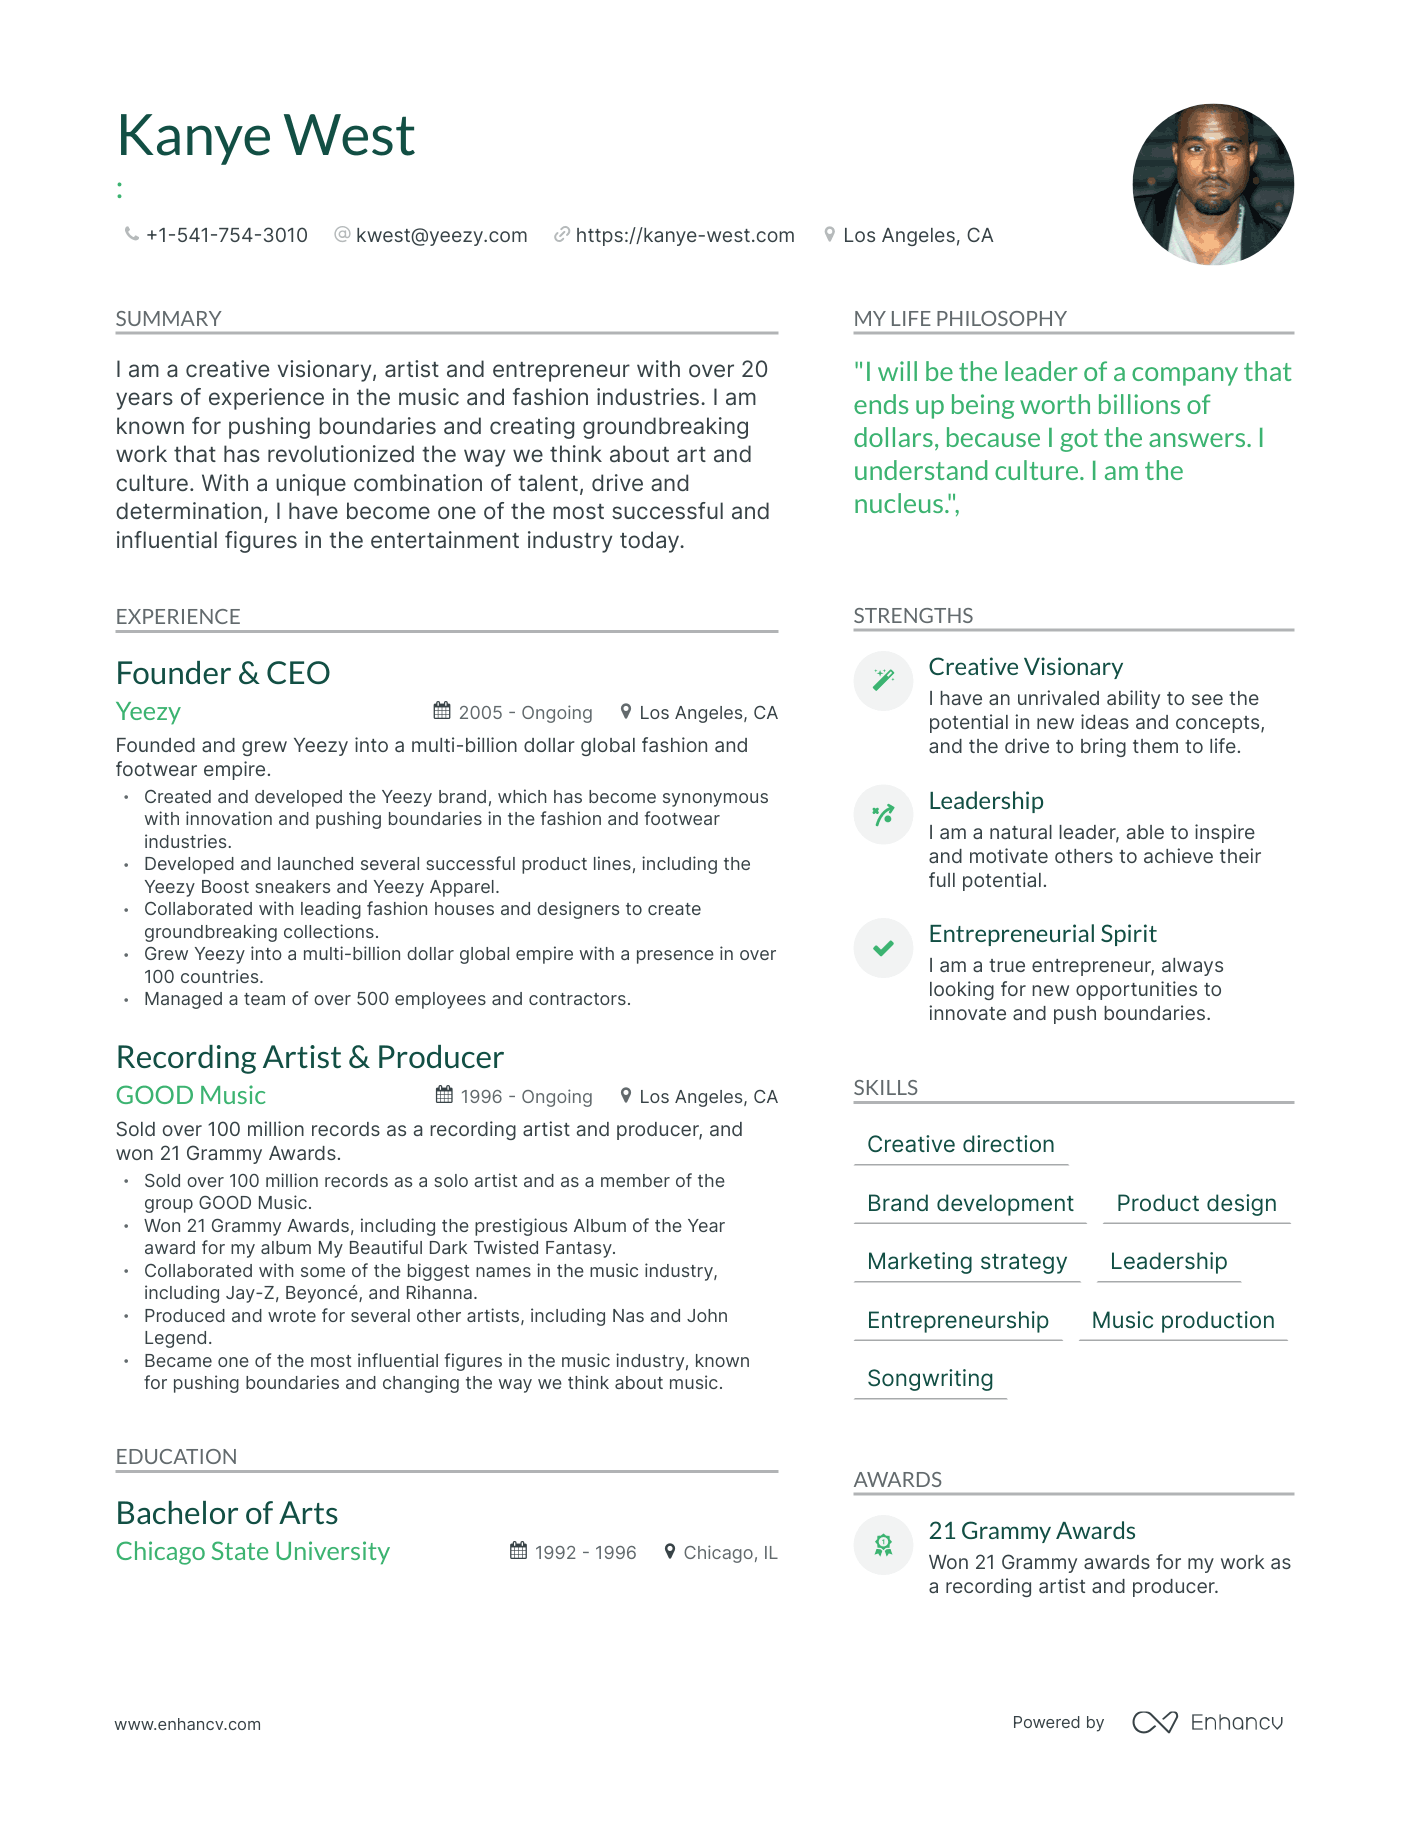 Kanye West
:
+1-541-754-3010 @ kwest@yeezy.com https://kanye-west.com Los Angeles, CA
SUMMARY
I am a creative visionary, artist and entrepreneur with over 20
years of experience in the music and fashion industries. I am
known for pushing boundaries and creating groundbreaking
work that has revolutionized the way we think about art and
culture. With a unique combination of talent, drive and
determination, I have become one of the most successful and
influential figures in the entertainment industry today.
EXPERIENCE
Founder & CEO
Yeezy 2005 - Ongoing Los Angeles, CA
Founded and grew Yeezy into a multi-billion dollar global fashion and
footwear empire.
• Created and developed the Yeezy brand, which has become synonymous
with innovation and pushing boundaries in the fashion and footwear
industries.
• Developed and launched several successful product lines, including the
Yeezy Boost sneakers and Yeezy Apparel.
• Collaborated with leading fashion houses and designers to create
groundbreaking collections.
• Grew Yeezy into a multi-billion dollar global empire with a presence in over
100 countries.
• Managed a team of over 500 employees and contractors.
Recording Artist & Producer
GOOD Music 1996 - Ongoing Los Angeles, CA
Sold over 100 million records as a recording artist and producer, and
won 21 Grammy Awards.
• Sold over 100 million records as a solo artist and as a member of the
group GOOD Music.
• Won 21 Grammy Awards, including the prestigious Album of the Year
award for my album My Beautiful Dark Twisted Fantasy.
• Collaborated with some of the biggest names in the music industry,
including Jay-Z, Beyoncé, and Rihanna.
• Produced and wrote for several other artists, including Nas and John
Legend.
• Became one of the most influential figures in the music industry, known
for pushing boundaries and changing the way we think about music.
EDUCATION
Bachelor of Arts
Chicago State University 1992 - 1996 Chicago, IL
MY LIFE PHILOSOPHY
"I will be the leader of a company that
ends up being worth billions of
dollars, because I got the answers. I
understand culture. I am the
nucleus.",
STRENGTHS
Creative Visionary
I have an unrivaled ability to see the
potential in new ideas and concepts,
and the drive to bring them to life.
Leadership
I am a natural leader, able to inspire
and motivate others to achieve their
full potential.
Entrepreneurial Spirit
I am a true entrepreneur, always
looking for new opportunities to
innovate and push boundaries.
SKILLS
Creative direction
Brand development Product design
Marketing strategy Leadership
Entrepreneurship Music production
Songwriting
AWARDS
21 Grammy Awards
Won 21 Grammy awards for my work as
a recording artist and producer.
www.enhancv.com
Powered by Enhancv